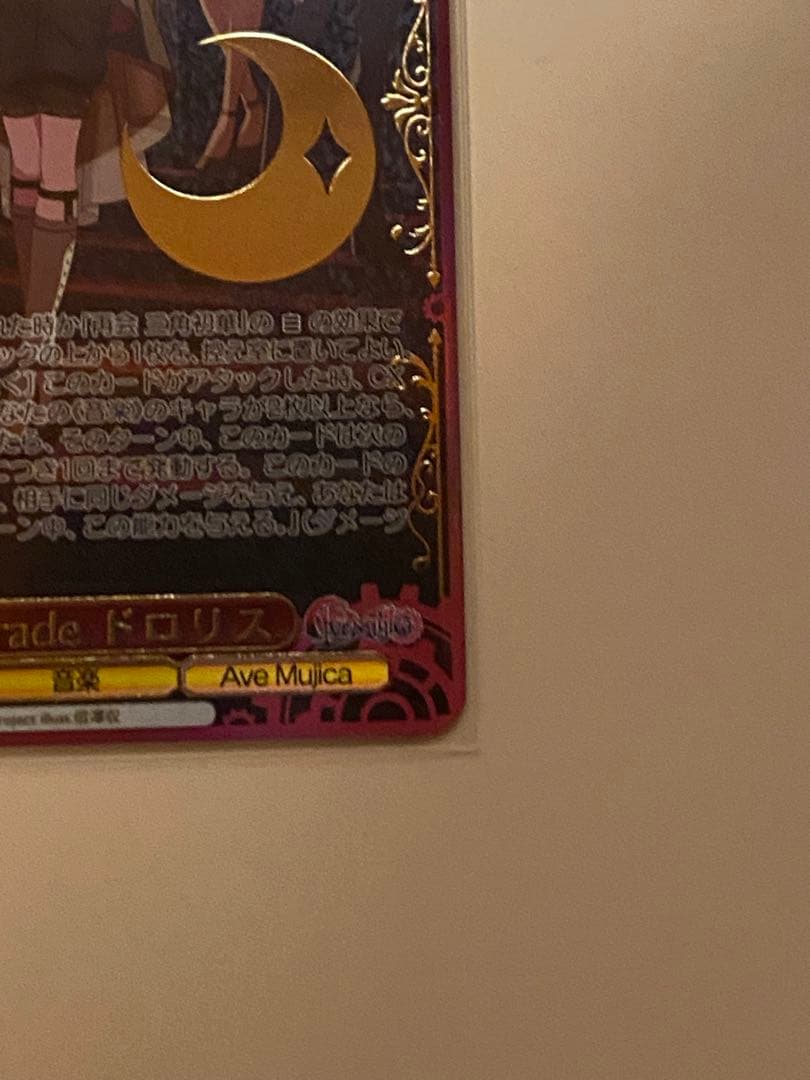 た時か『再会 三角初華』の の効果で
ックの上から1枚を、控え室に置いてよい
く】このカードがアタックした時、CX
なたの《音楽》のキャラが2枚以上なら、
たら、そのターン中、このカードは次の
につき1回まで発動する。このカードの
、相手に同じダメージを与え、あなたは
ーン中、この能力を与える。』(ダメージ
rade ドロリス
Ave Mujica
音楽 Ave Mujica
roject illust.